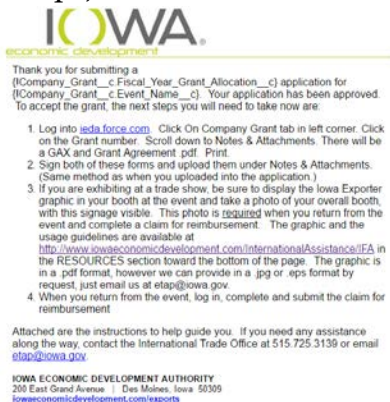 IOWA
economic development
Thank you for submitting a
{!Company_Grant__c.Fiscal_Year_Grant_Allocation__c} application for
{!Company_Grant__c.Event_Name__c}. Your application has been approved.
To accept the grant, the next steps you will need to take now are:
1. Log into ieda.force.com. Click On Company Grant tab in left corner. Click
on the Grant number. Scroll down to Notes & Attachments. There will be
a GAX and Grant Agreement .pdf. Print.
2. Sign both of these forms and upload them under Notes & Attachments.
(Same method as when you uploaded into the application.)
3. If you are exhibiting at a trade show, be sure to display the Iowa Exporter
graphic in your booth at the event and take a photo of your overall booth,
with this signage visible. This photo is required when you return from the
event and complete a claim for reimbursement. The graphic and the
usage guidelines are available at
http://www.iowaeconomicdevelopment.com/InternationalAssistance/IFA in
the RESOURCES section toward the bottom of the page. The graphic is
in a .pdf format, however we can provide in a .jpg or .eps format by
request, just email us at etap@iowa.gov.
4. When you return from the event, log in, complete and submit the claim for
reimbursement
Attached are the instructions to help guide you. If you need any assistance
along the way, contact the International Trade Office at 515.725.3139 or email
etap@iowa.gov.
IOWA ECONOMIC DEVELOPMENT AUTHORITY
200 East Grand Avenue | Des Moines, Iowa 50309
iowaeconomicdevelopment.com/exports